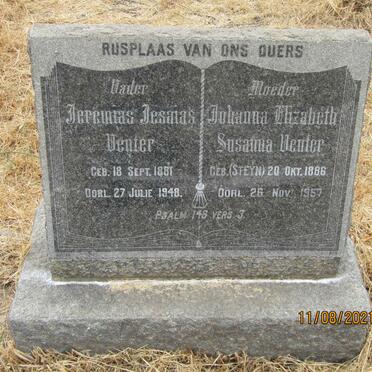 RUSPLAAS VAN ONS OUERS
Vader
Jeremias Jesaias
Venter
GEB. 18 SEPT. 1881
OORL. 27 JULIE 1948.
Moeder
Johanna Elizabeth
Susanna Venter
GEB. (STEYN) 20 OKT. 1886
OORL. 26 NOV. 1957
PSALM 146 VERS 5.
11/08/2021